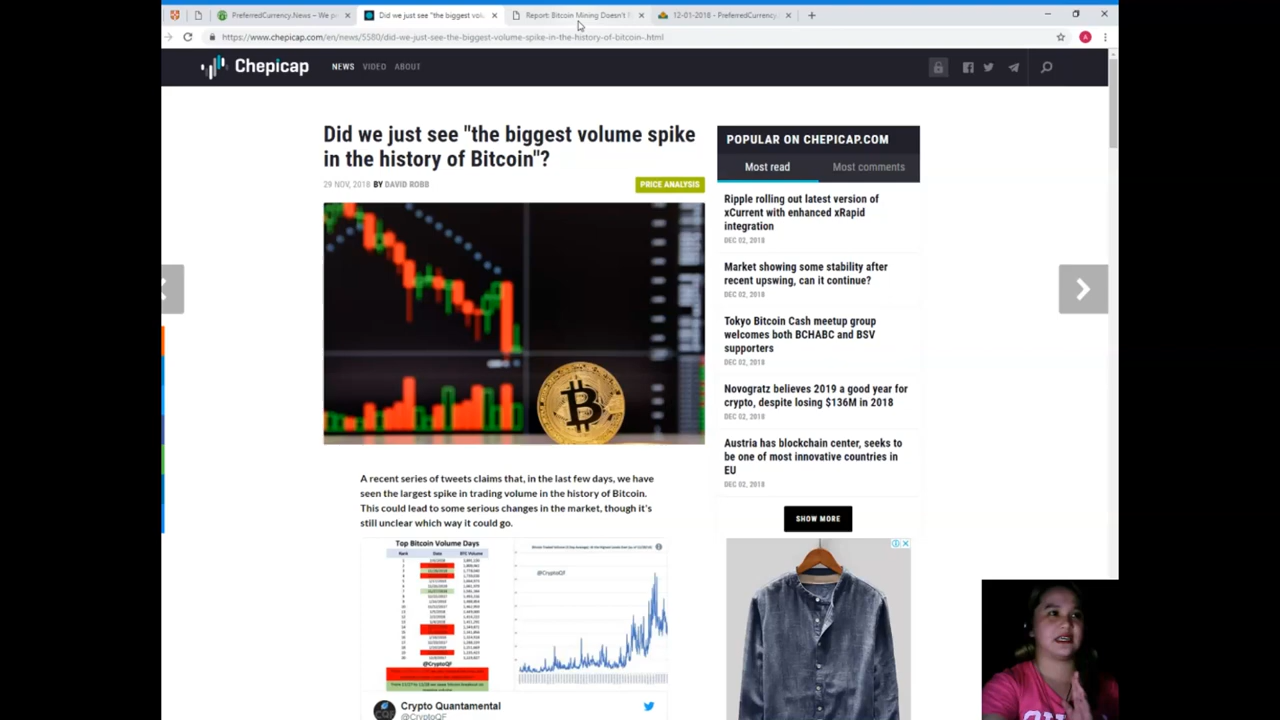 PreferredCurrency.News – We p
Did we just see "the biggest vol
Report: Bitcoin Mining Doesn't F
12-01-2018 - PreferredCurrency.
https://www.chepicap.com/en/news/5580/did-we-just-see-the-biggest-volume-spike-in-the-history-of-bitcoin-.html
A
Chepicap
NEWS VIDEO ABOUT
Did we just see "the biggest volume spike
in the history of Bitcoin"?
29 NOV, 2018 BY DAVID ROBB
PRICE ANALYSIS
A recent series of tweets claims that, in the last few days, we have
seen the largest spike in trading volume in the history of Bitcoin.
This could lead to some serious changes in the market, though it's
still unclear which way it could go.
Top Bitcoin Volume Days
Rank Date BTC Volume
@CryptoQF
@CryptoQF
Crypto Quantamental
@CryptoQF
POPULAR ON CHEPICAP.COM
Most read Most comments
Ripple rolling out latest version of
xCurrent with enhanced xRapid
integration
DEC 02, 2018
Market showing some stability after
recent upswing, can it continue?
DEC 02, 2018
Tokyo Bitcoin Cash meetup group
welcomes both BCHABC and BSV
supporters
DEC 02, 2018
Novogratz believes 2019 a good year for
crypto, despite losing $136M in 2018
DEC 02, 2018
Austria has blockchain center, seeks to
be one of most innovative countries in
EU
DEC 02, 2018
SHOW MORE